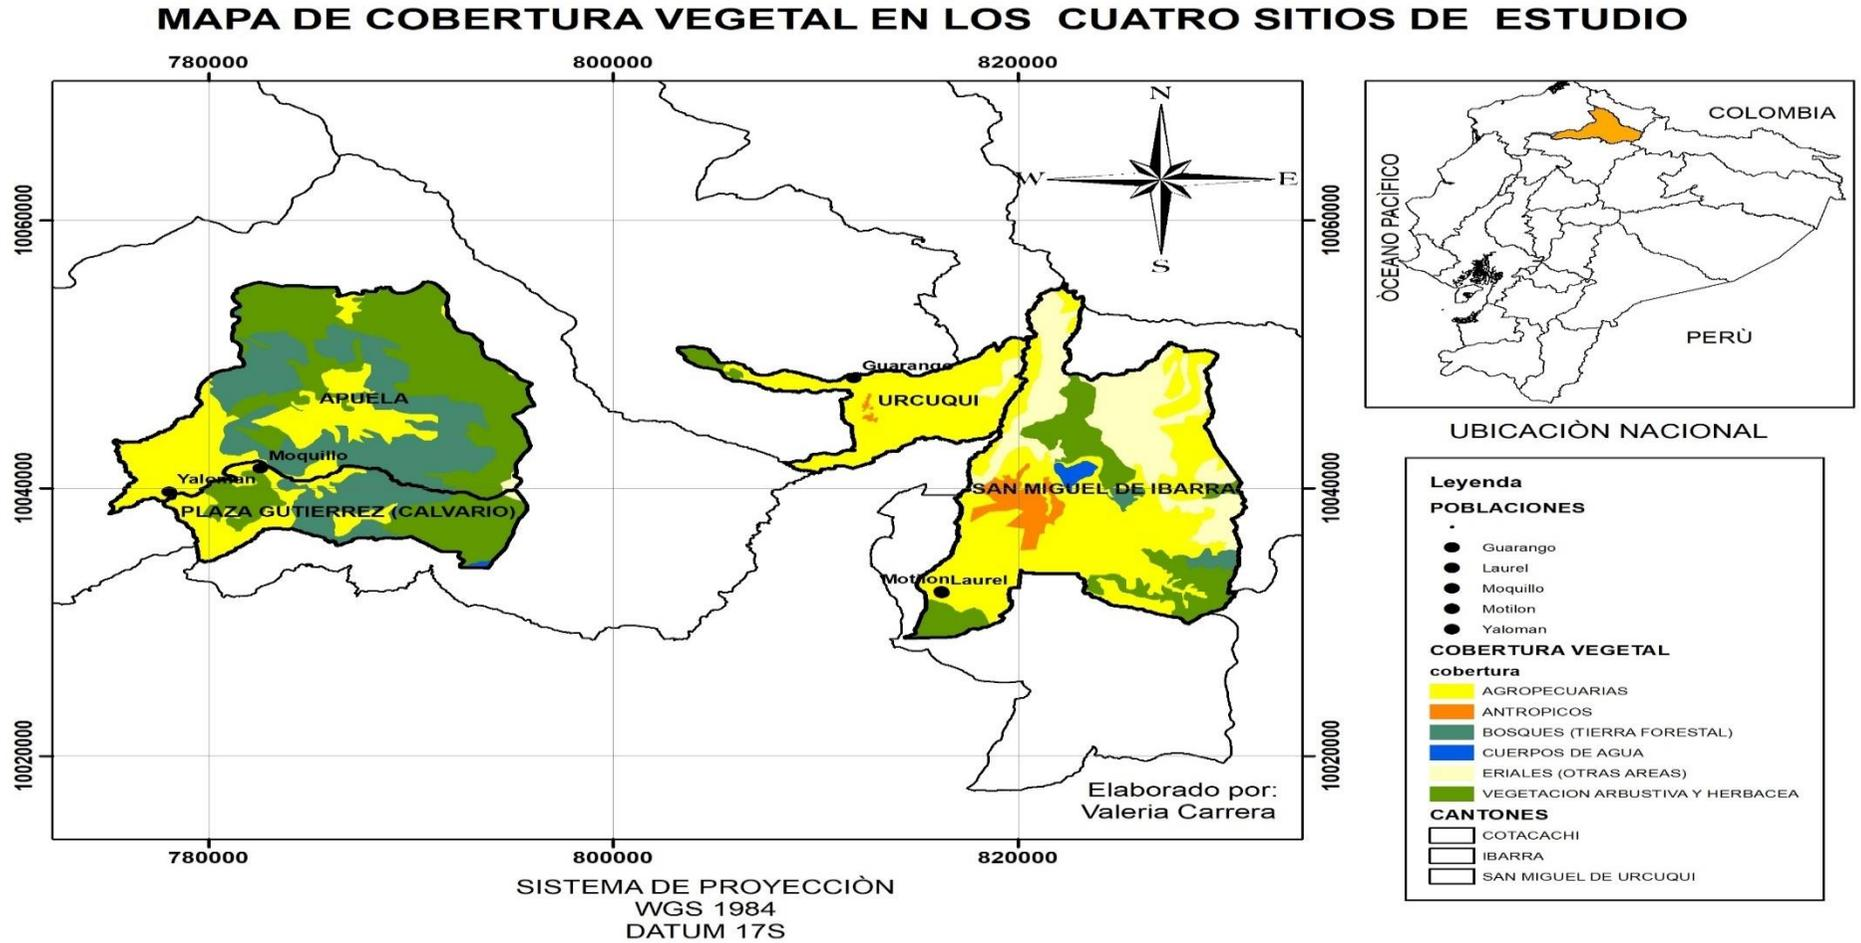 MAPA DE COBERTURA VEGETAL EN LOS CUATRO SITIOS DE ESTUDIO
780000
800000
820000
10060000
10040000
10020000
N
W
E
S
Guarango
URCUQUI
APUELA
Moquillo
Yaloman
PLAZA GUTIERREZ (CALVARIO)
SAN MIGUEL DE IBARRA
Motilon
Laurel
Elaborado por:
Valeria Carrera
10060000
10040000
10020000
780000
800000
820000
SISTEMA DE PROYECCIÒN
WGS 1984
DATUM 17S
COLOMBIA
ÒCEANO PACÌFICO
PERÙ
UBICACIÒN NACIONAL
Leyenda
POBLACIONES
Guarango
Laurel
Moquillo
Motilon
Yaloman
COBERTURA VEGETAL
cobertura
AGROPECUARIAS
ANTROPICOS
BOSQUES (TIERRA FORESTAL)
CUERPOS DE AGUA
ERIALES (OTRAS AREAS)
VEGETACION ARBUSTIVA Y HERBACEA
CANTONES
COTACACHI
IBARRA
SAN MIGUEL DE URCUQUI